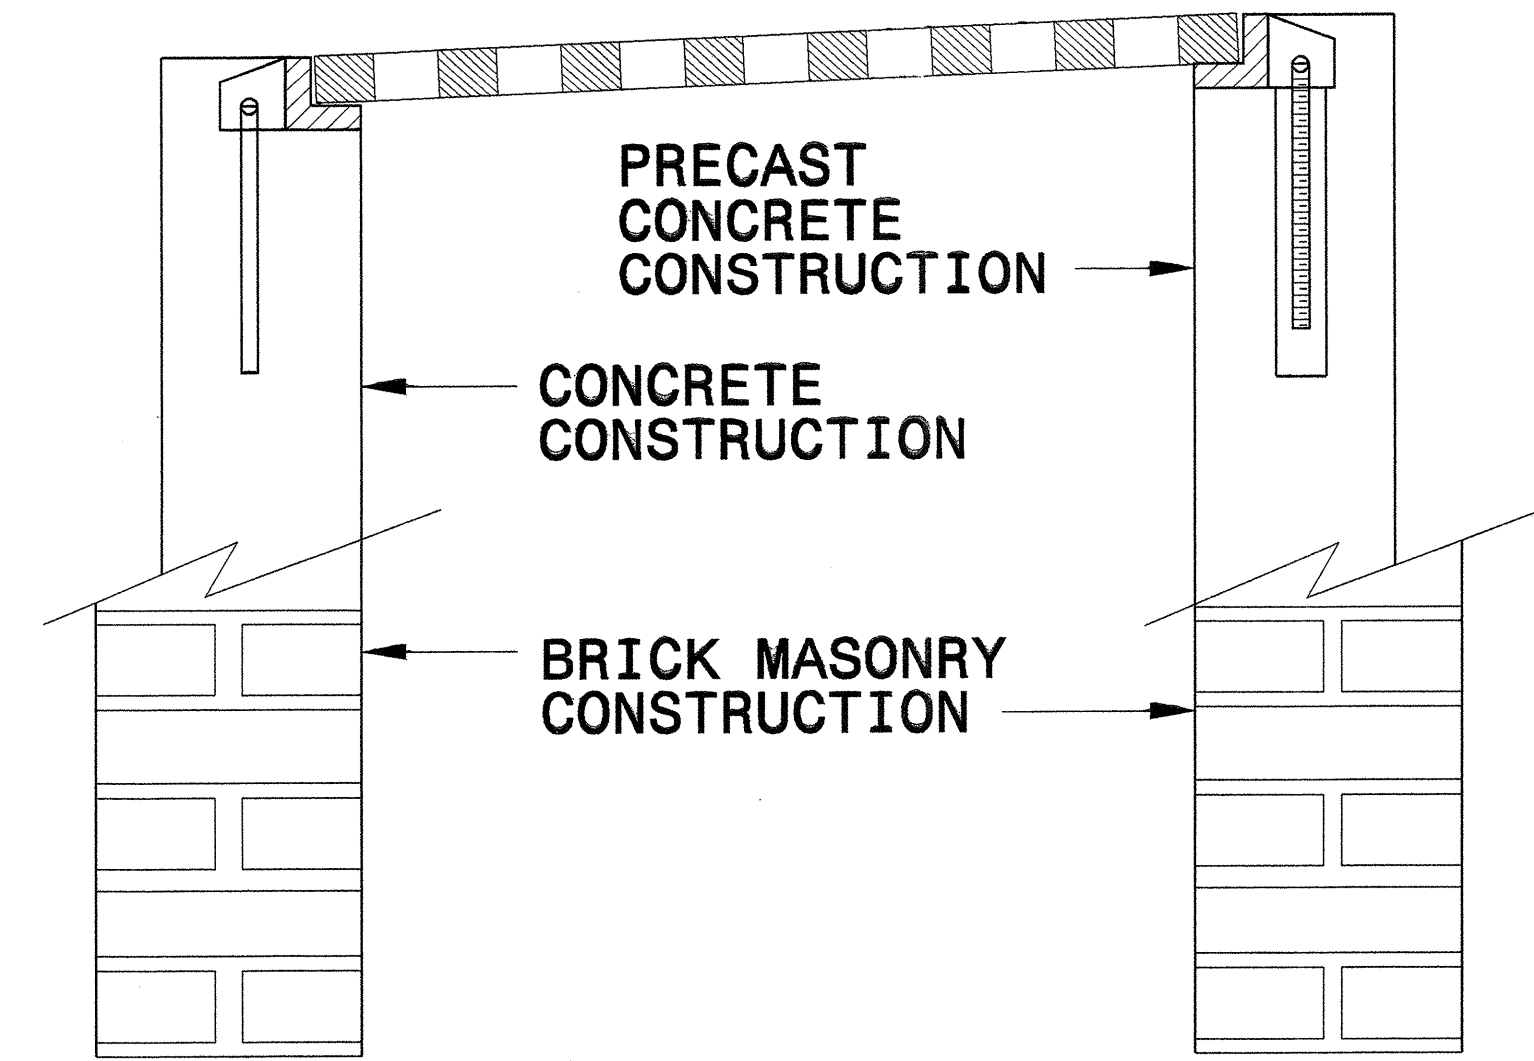 PRECAST
CONCRETE
CONSTRUCTION
CONCRETE
CONSTRUCTION
BRICK MASONRY
CONSTRUCTION